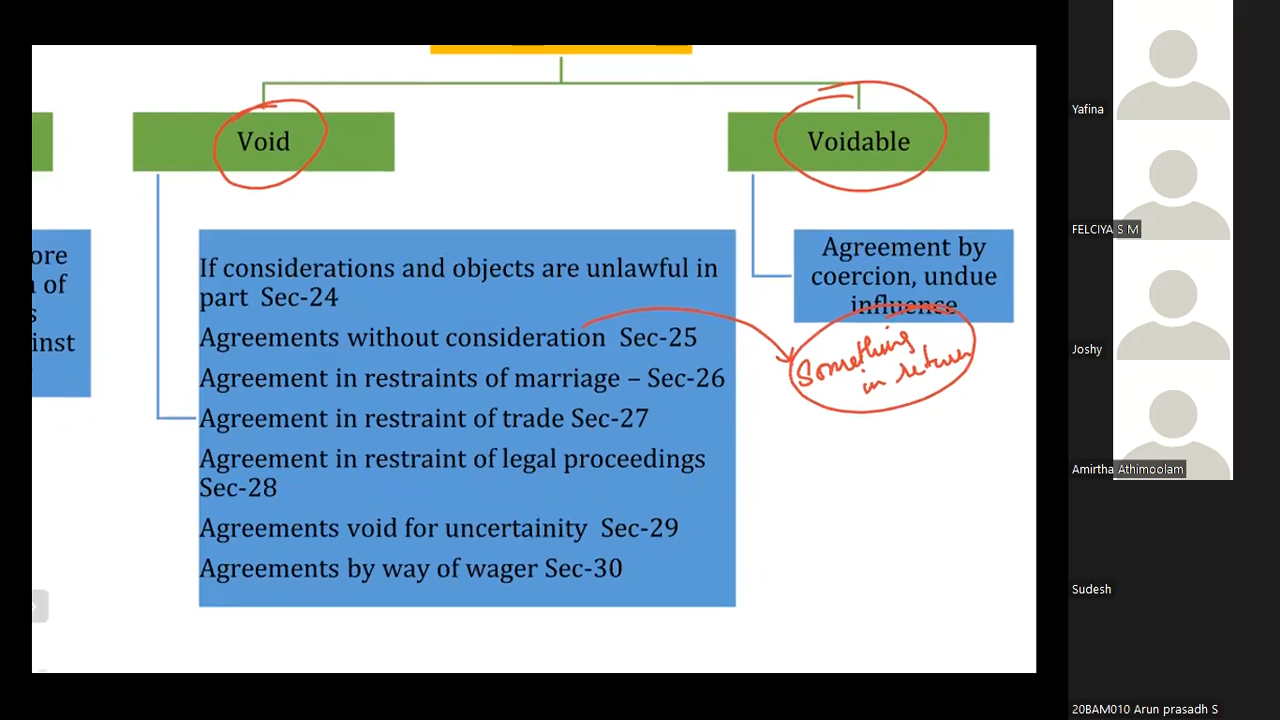 Void
Voidable
ore
of
s
inst
If considerations and objects are unlawful in
part Sec-24
Agreements without consideration Sec-25
Agreement in restraints of marriage – Sec-26
Agreement in restraint of trade Sec-27
Agreement in restraint of legal proceedings
Sec-28
Agreements void for uncertainity Sec-29
Agreements by way of wager Sec-30
Agreement by
coercion, undue
influence
Something
in return
Yafina
FELCIYA S M
Joshy
Amirtha Athimoolam
Sudesh
20BAM010 Arun prasadh S